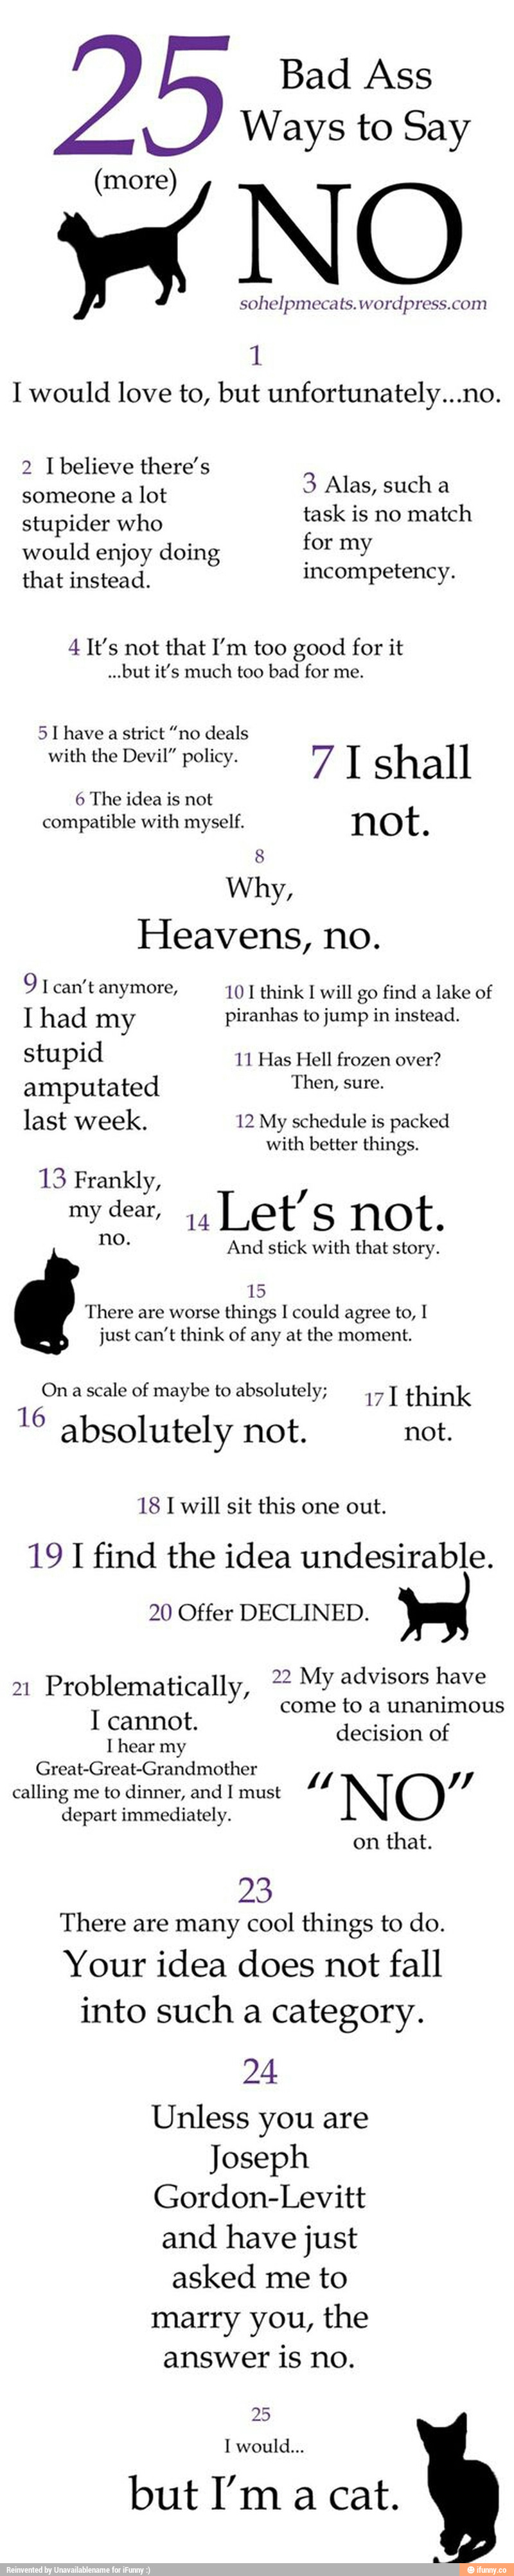 25
(more)
Bad Ass
Ways to Say
NO
sohelpmecats.wordpress.com
1
I would love to, but unfortunately...no.
2 I believe there's
someone a lot
stupider who
would enjoy doing
that instead.
3 Alas, such a
task is no match
for my
incompetency.
4 It's not that I'm too good for it
...but it's much too bad for me.
5 I have a strict “no deals
with the Devil” policy.
6 The idea is not
compatible with myself.
7 I shall
not.
8
Why,
Heavens, no.
9 I can't anymore,
I had my
stupid
amputated
last week.
10 I think I will go find a lake of
piranhas to jump in instead.
11 Has Hell frozen over?
Then, sure.
12 My schedule is packed
with better things.
13 Frankly,
my dear,
no.
14 Let's not.
And stick with that story.
15
There are worse things I could agree to, I
just can't think of any at the moment.
On a scale of maybe to absolutely;
16 absolutely not.
17 I think
not.
18 I will sit this one out.
19 I find the idea undesirable.
20 Offer DECLINED.
21 Problematically,
I cannot.
I hear my
Great-Great-Grandmother
calling me to dinner, and I must
depart immediately.
22 My advisors have
come to a unanimous
decision of
“NO”
on that.
23
There are many cool things to do.
Your idea does not fall
into such a category.
24
Unless you are
Joseph
Gordon-Levitt
and have just
asked me to
marry you, the
answer is no.
25
I would...
but I'm a cat.
Reinvented by Unavailablename for iFunny :)
ifunny.co